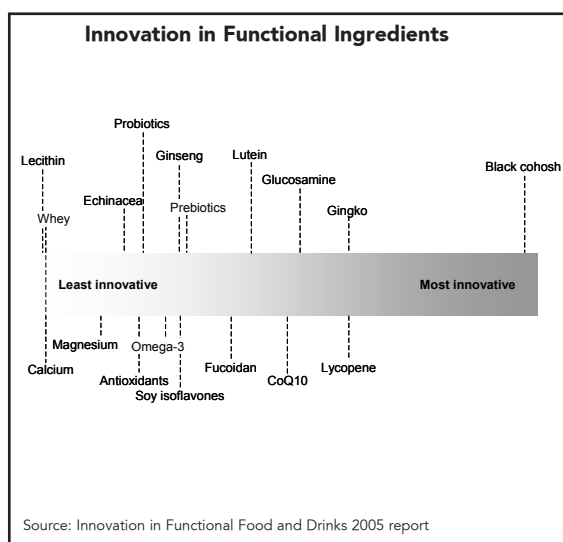 Innovation in Functional Ingredients
Probiotics
Lecithin
Ginseng
Lutein
Black cohosh
Glucosamine
Echinacea
Prebiotics
Gingko
Whey
Least innovative
Most innovative
Magnesium
Omega-3
Calcium
Antioxidants
Soy isoflavones
Fucoidan
CoQ10
Lycopene
Source: Innovation in Functional Food and Drinks 2005 report